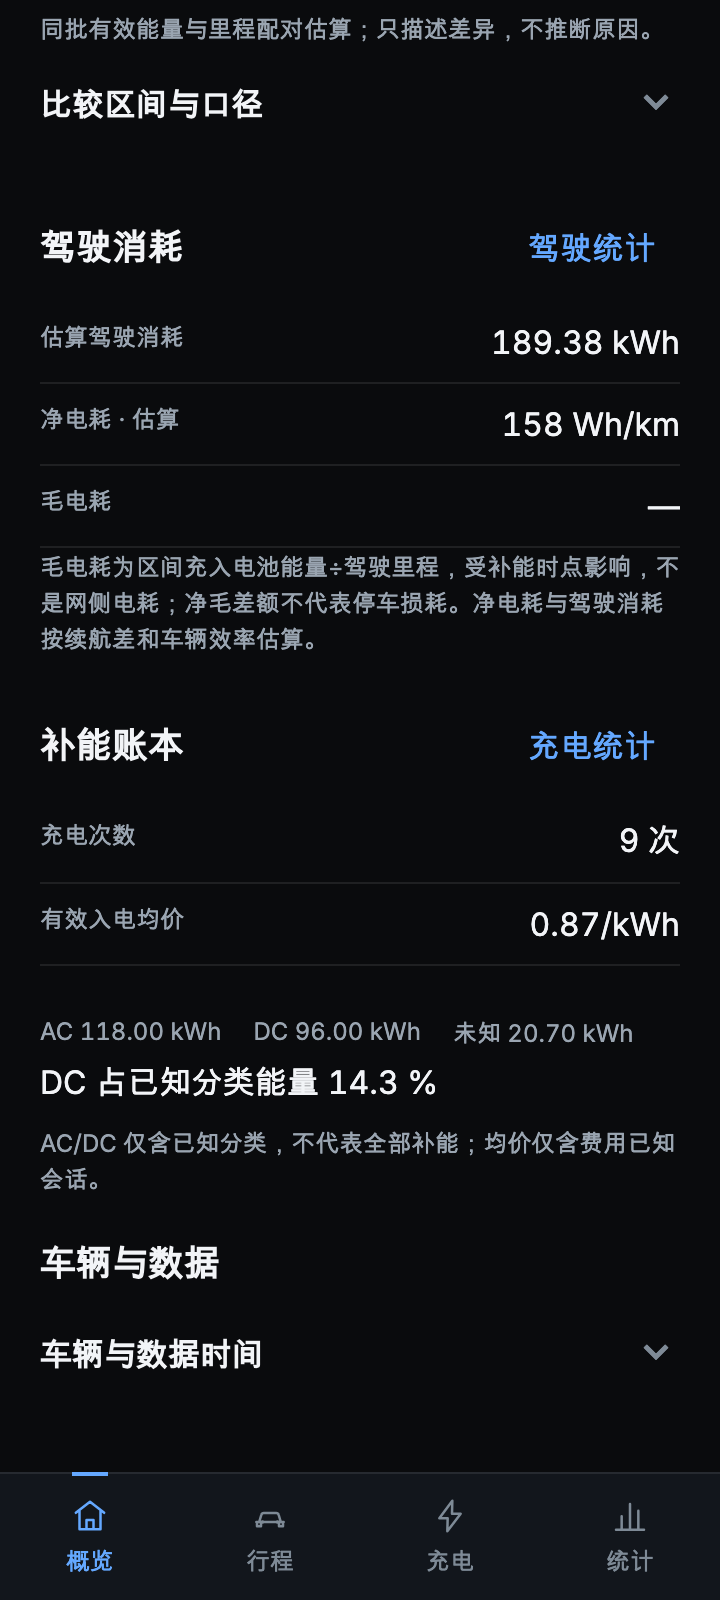 同批有效能量与里程配对估算；只描述差异，不推断原因。
比较区间与口径
驾驶消耗
驾驶统计
估算驾驶消耗
189.38 kWh
净电耗 · 估算
158 Wh/km
毛电耗
—
毛电耗为区间充入电池能量÷驾驶里程，受补能时点影响，不
是网侧电耗；净毛差额不代表停车损耗。净电耗与驾驶消耗
按续航差和车辆效率估算。
补能账本
充电统计
充电次数
9 次
有效入电均价
0.87/kWh
AC 118.00 kWh DC 96.00 kWh 未知 20.70 kWh
DC 占已知分类能量 14.3 %
AC/DC 仅含已知分类，不代表全部补能；均价仅含费用已知
会话。
车辆与数据
车辆与数据时间
概览
行程
充电
统计